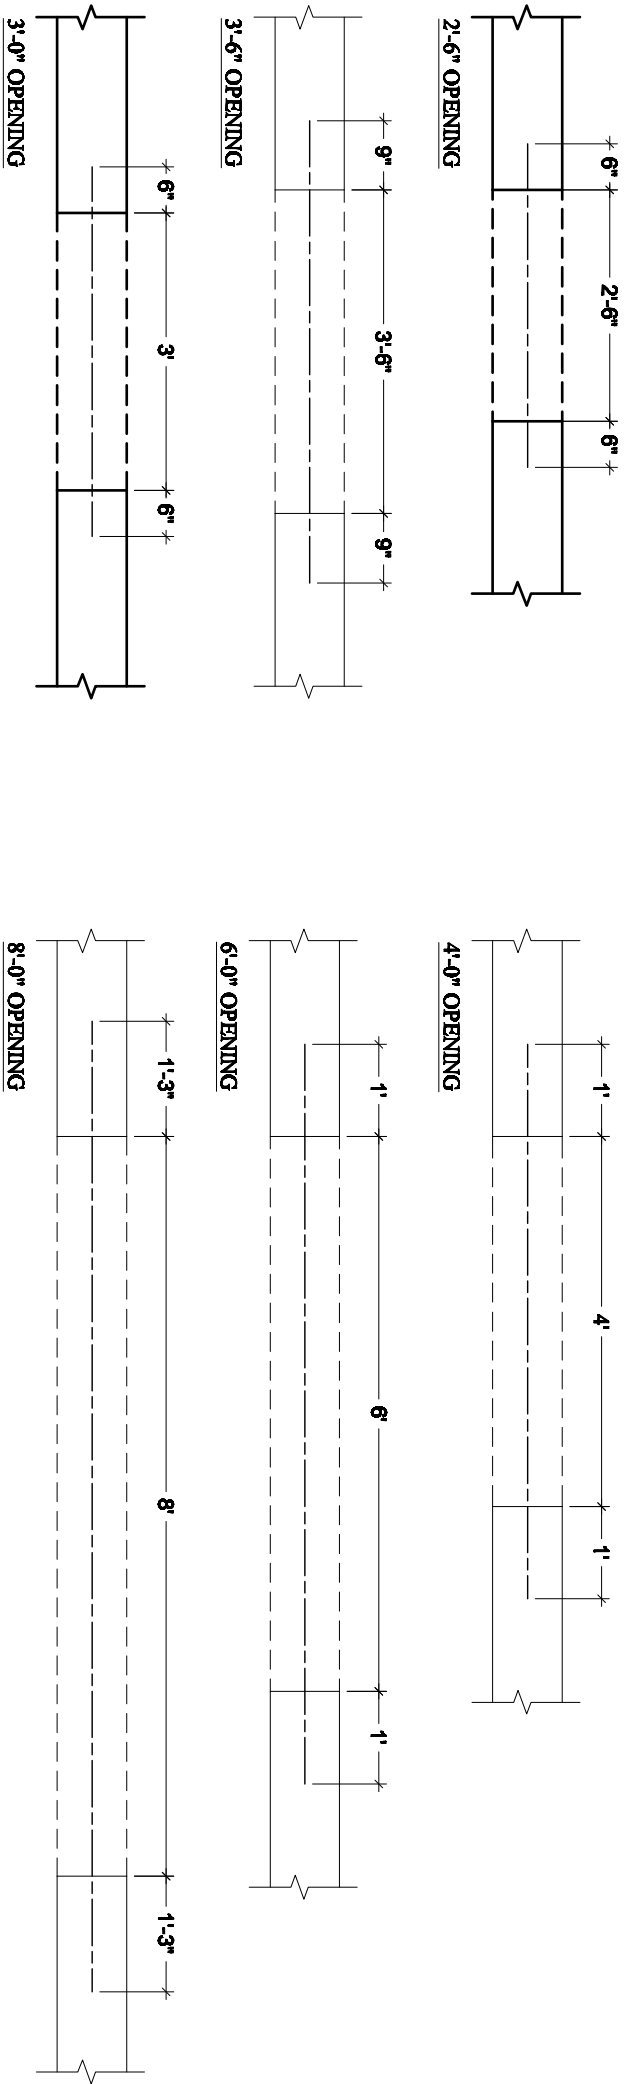 6" 2'-6" 6"
2'-6" OPENING
9" 3'-6" 9"
3'-6" OPENING
6" 3' 6"
3'-0" OPENING
1' 4' 1'
4'-0" OPENING
1' 6' 1'
6'-0" OPENING
1'-3" 8' 1'-3"
8'-0" OPENING